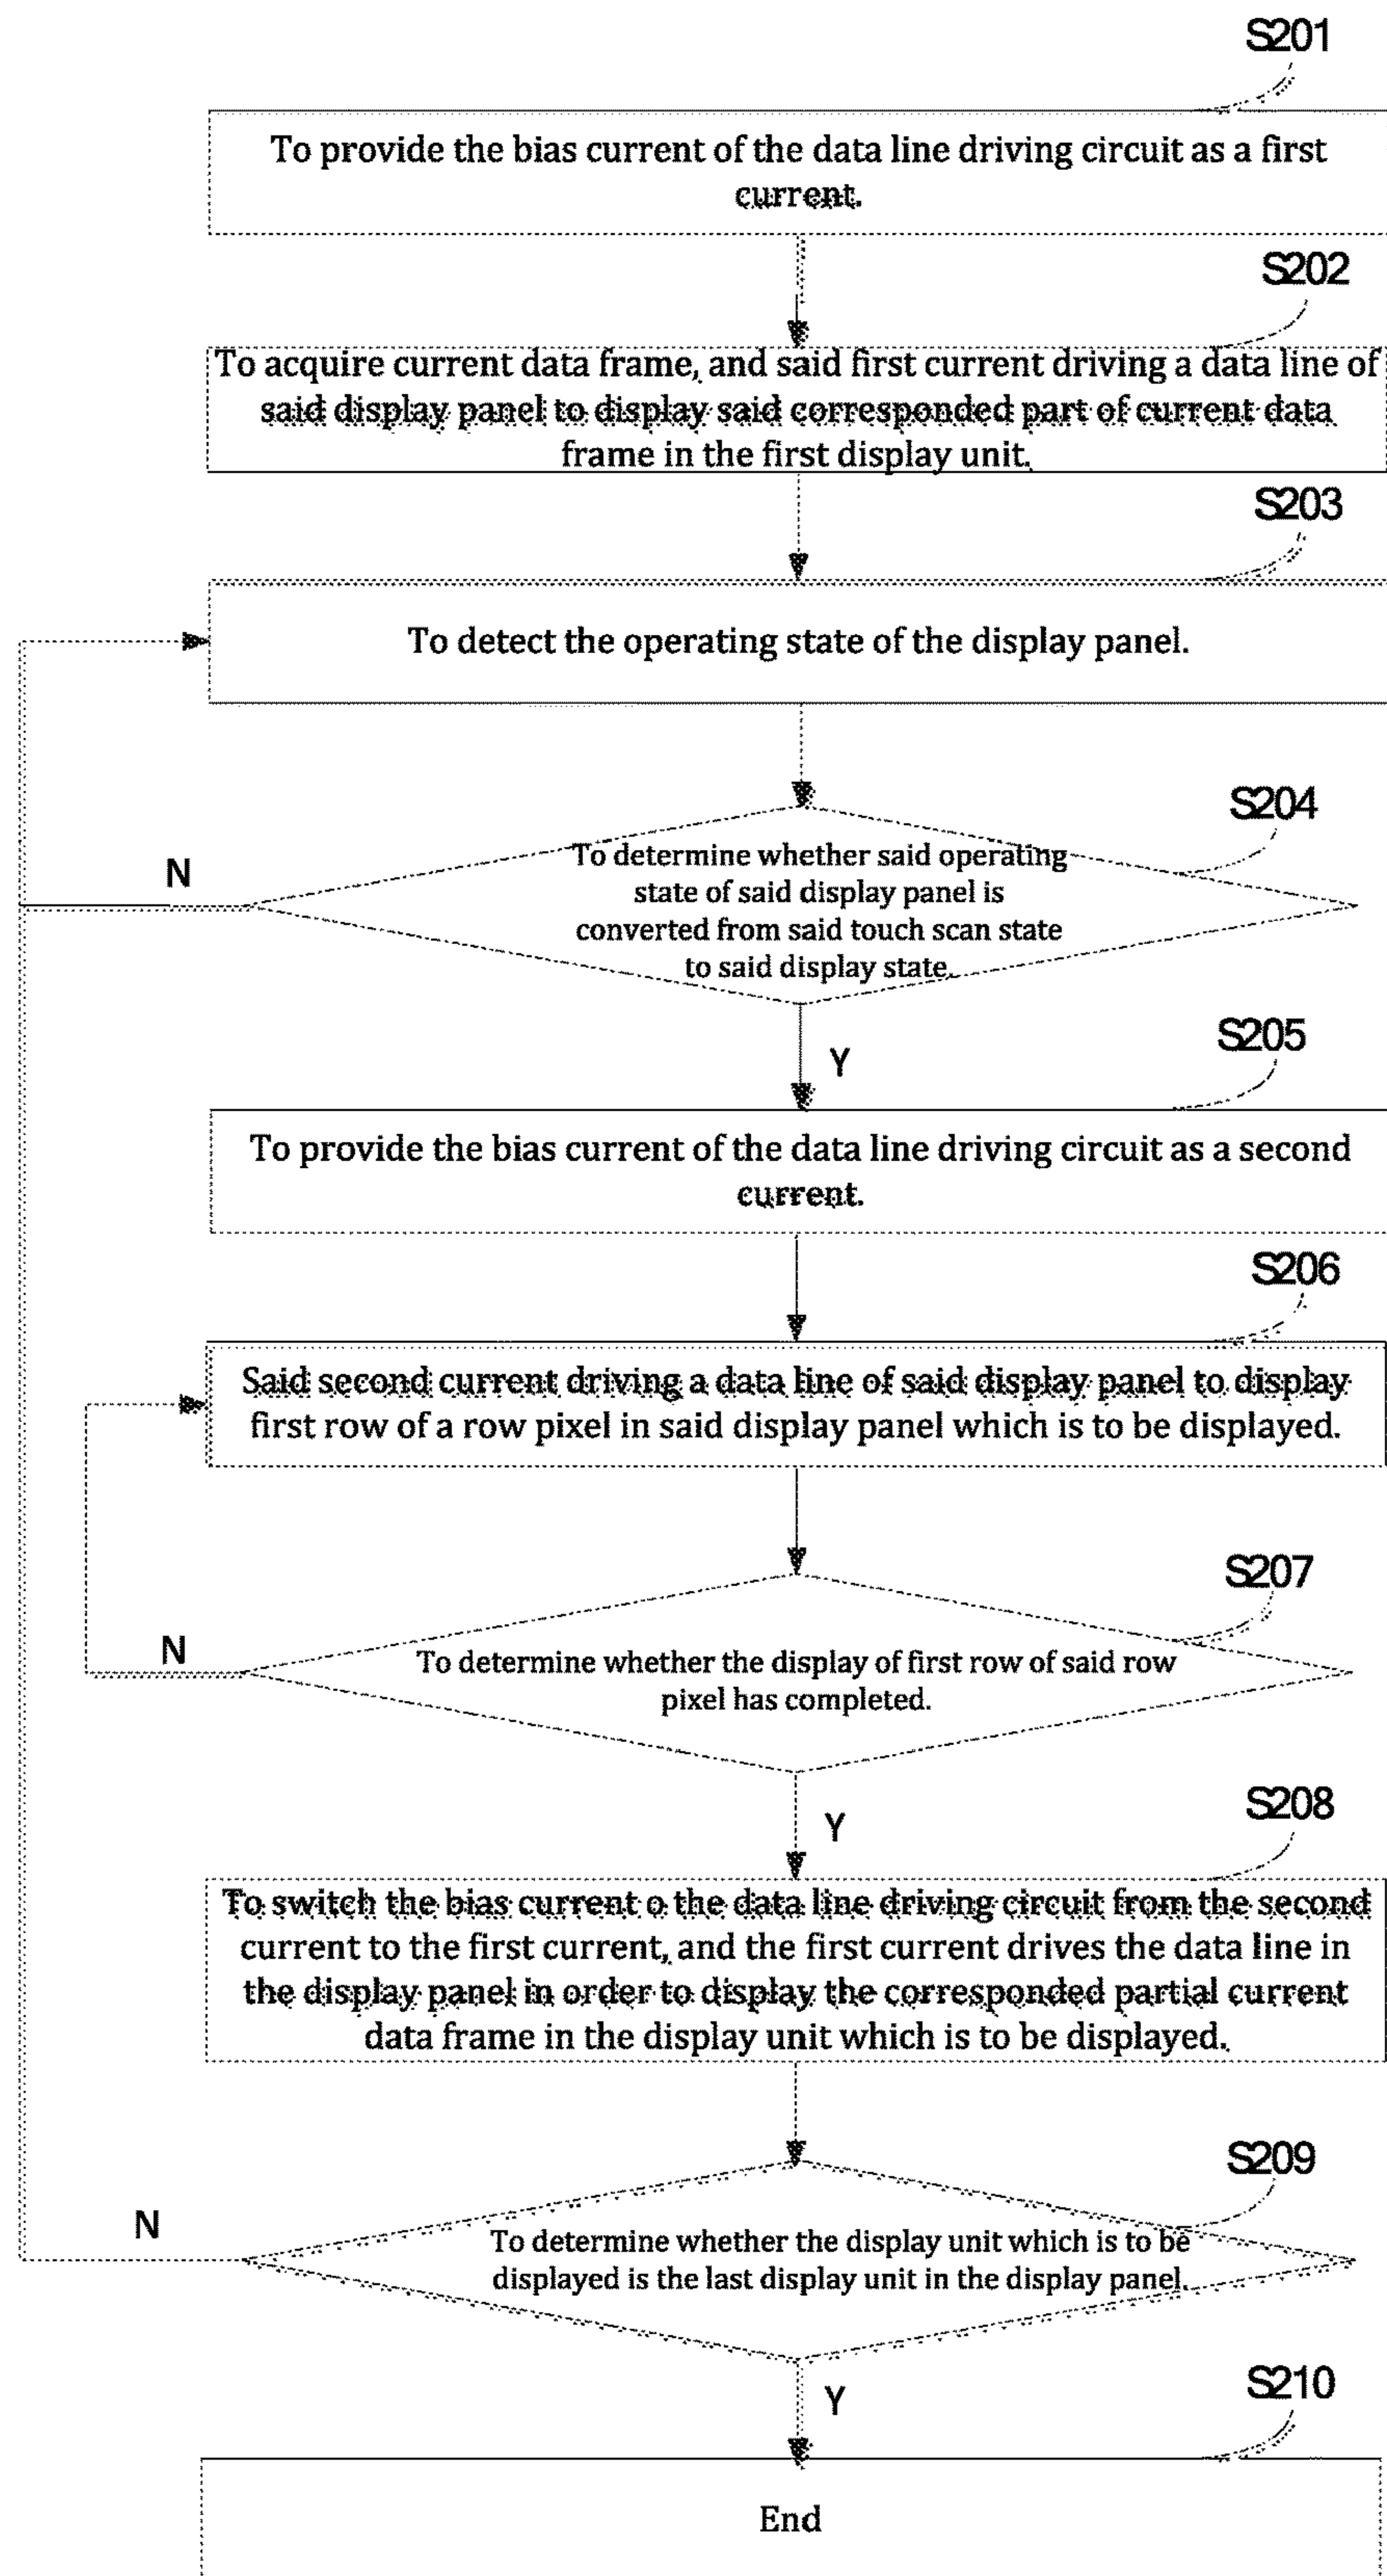 S201
To provide the bias current of the data line driving circuit as a first
current.
S202
To acquire current data frame, and said first current driving a data line of
said display panel to display said corresponded part of current data
frame in the first display unit.
S203
To detect the operating state of the display panel.
S204
N
To determine whether said operating
state of said display panel is
converted from said touch scan state
to said display state.
Y
S205
To provide the bias current of the data line driving circuit as a second
current.
S206
Said second current driving a data line of said display panel to display
first row of a row pixel in said display panel which is to be displayed.
S207
N
To determine whether the display of first row of said row
pixel has completed.
Y
S208
To switch the bias current o the data line driving circuit from the second
current to the first current, and the first current drives the data line in
the display panel in order to display the corresponded partial current
data frame in the display unit which is to be displayed.
S209
N
To determine whether the display unit which is to be
displayed is the last display unit in the display panel.
Y
S210
End